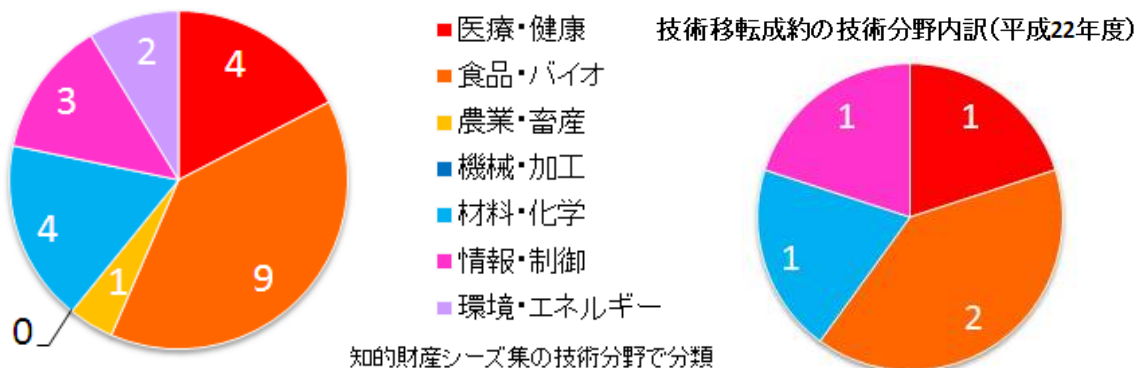 4
9
1
0
4
3
2
医療・健康
食品・バイオ
農業・畜産
機械・加工
材料・化学
情報・制御
環境・エネルギー
知的財産シーズ集の技術分野で分類
技術移転成約の技術分野内訳(平成22年度)
1
2
1
1